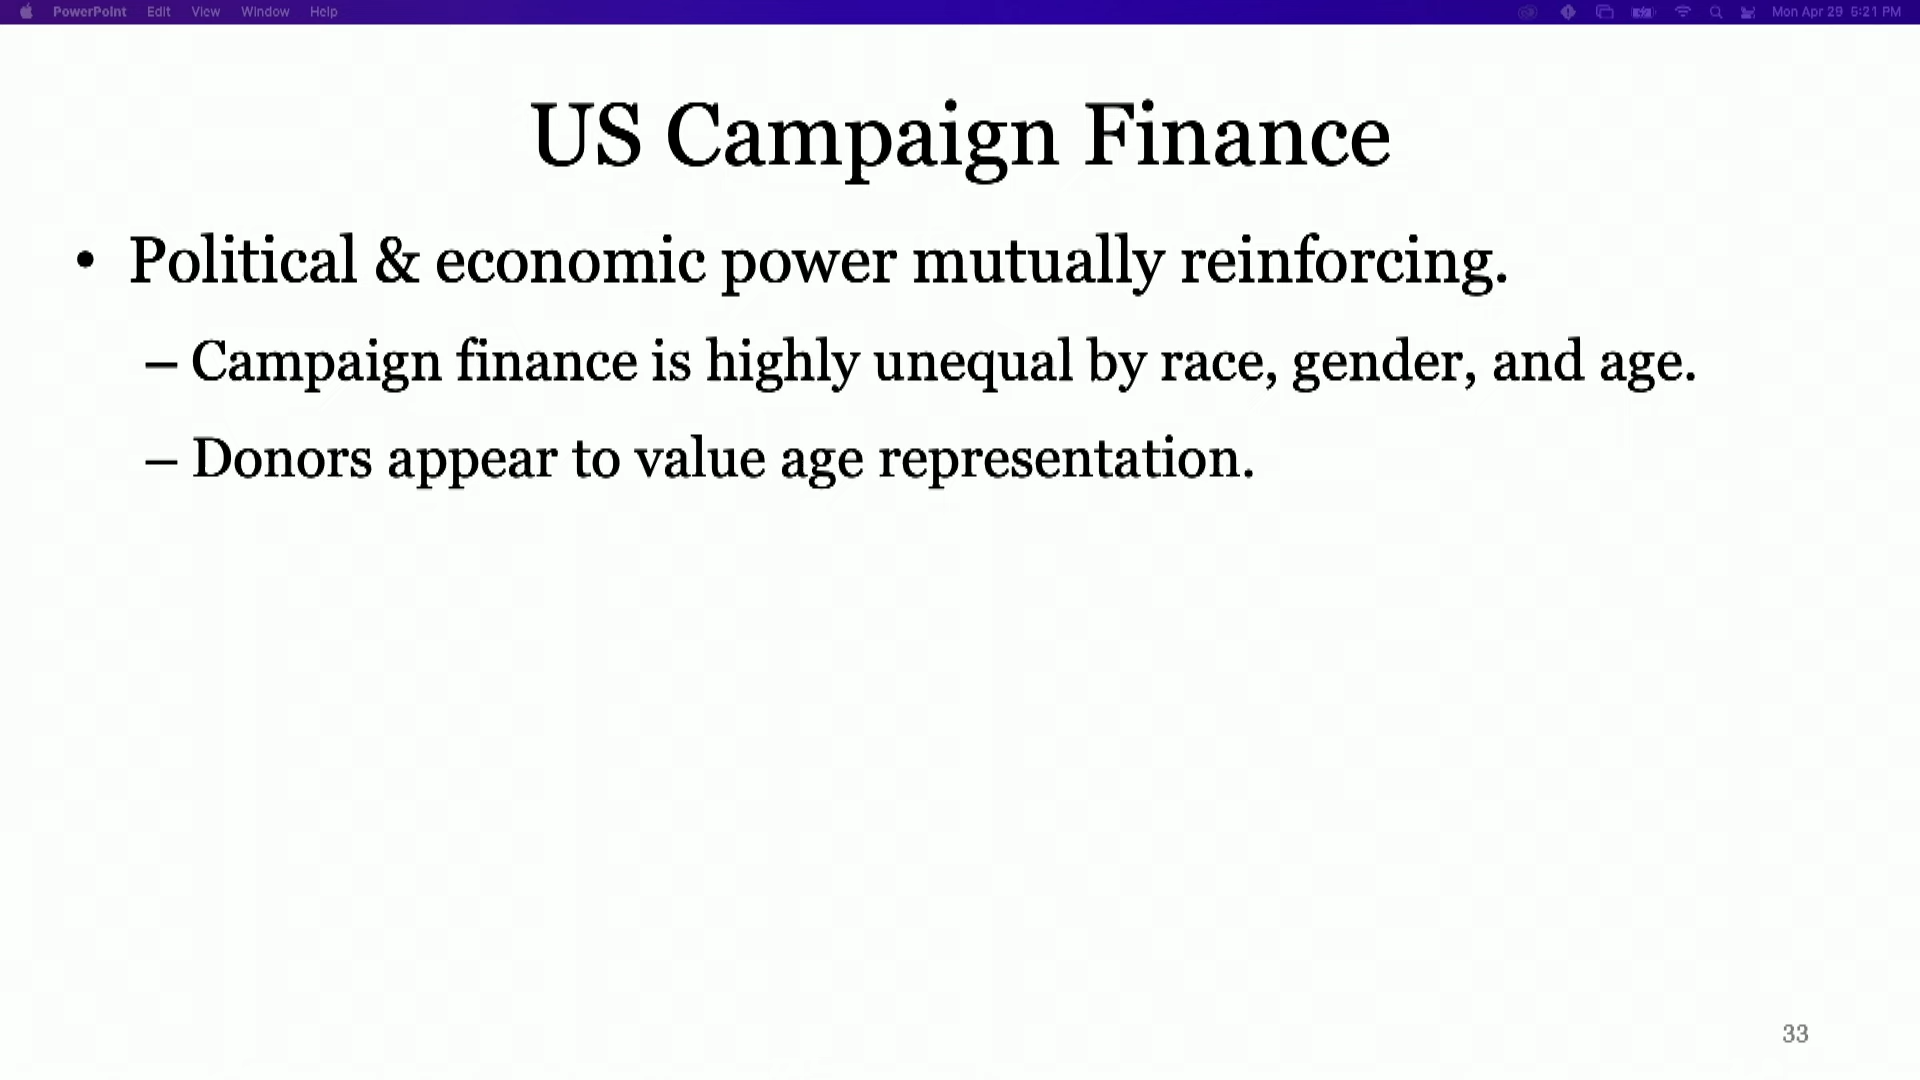 PowerPoint Edit View Window Help Mon Apr 29 5:21 PM
US Campaign Finance
• Political & economic power mutually reinforcing.
– Campaign finance is highly unequal by race, gender, and age.
– Donors appear to value age representation.
33